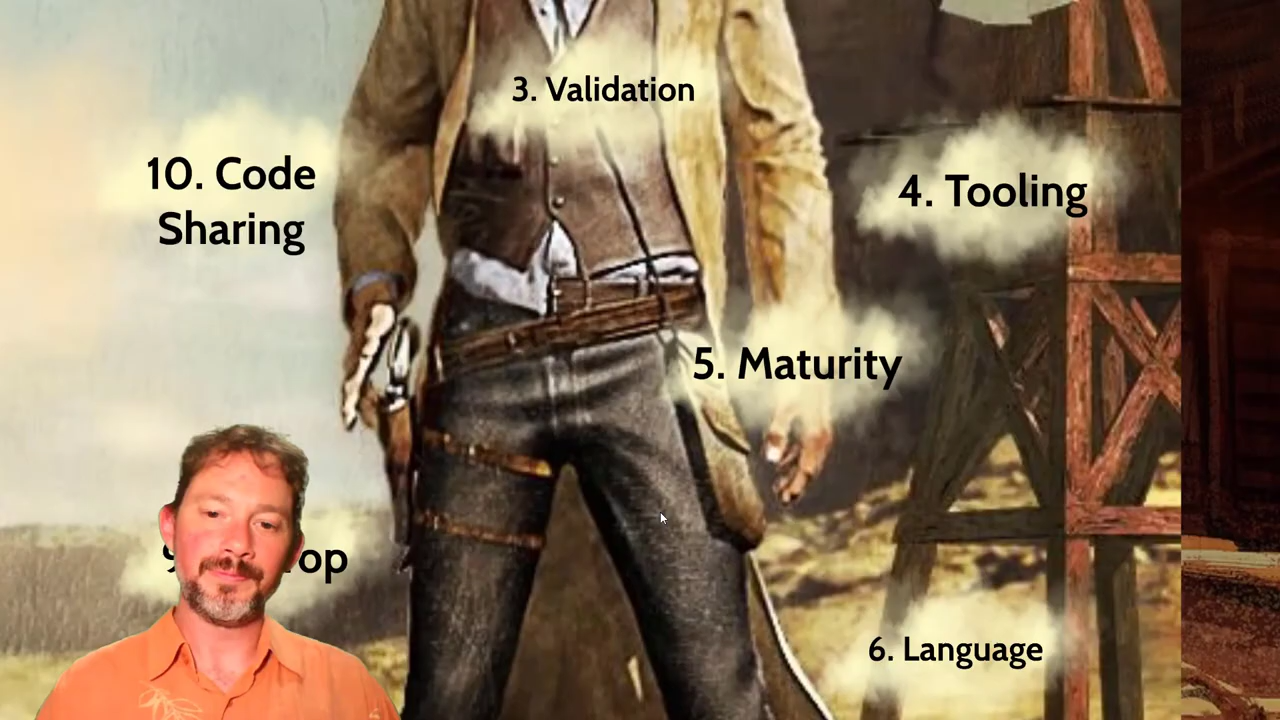 3. Validation
10. Code
Sharing
4. Tooling
5. Maturity
6. Language